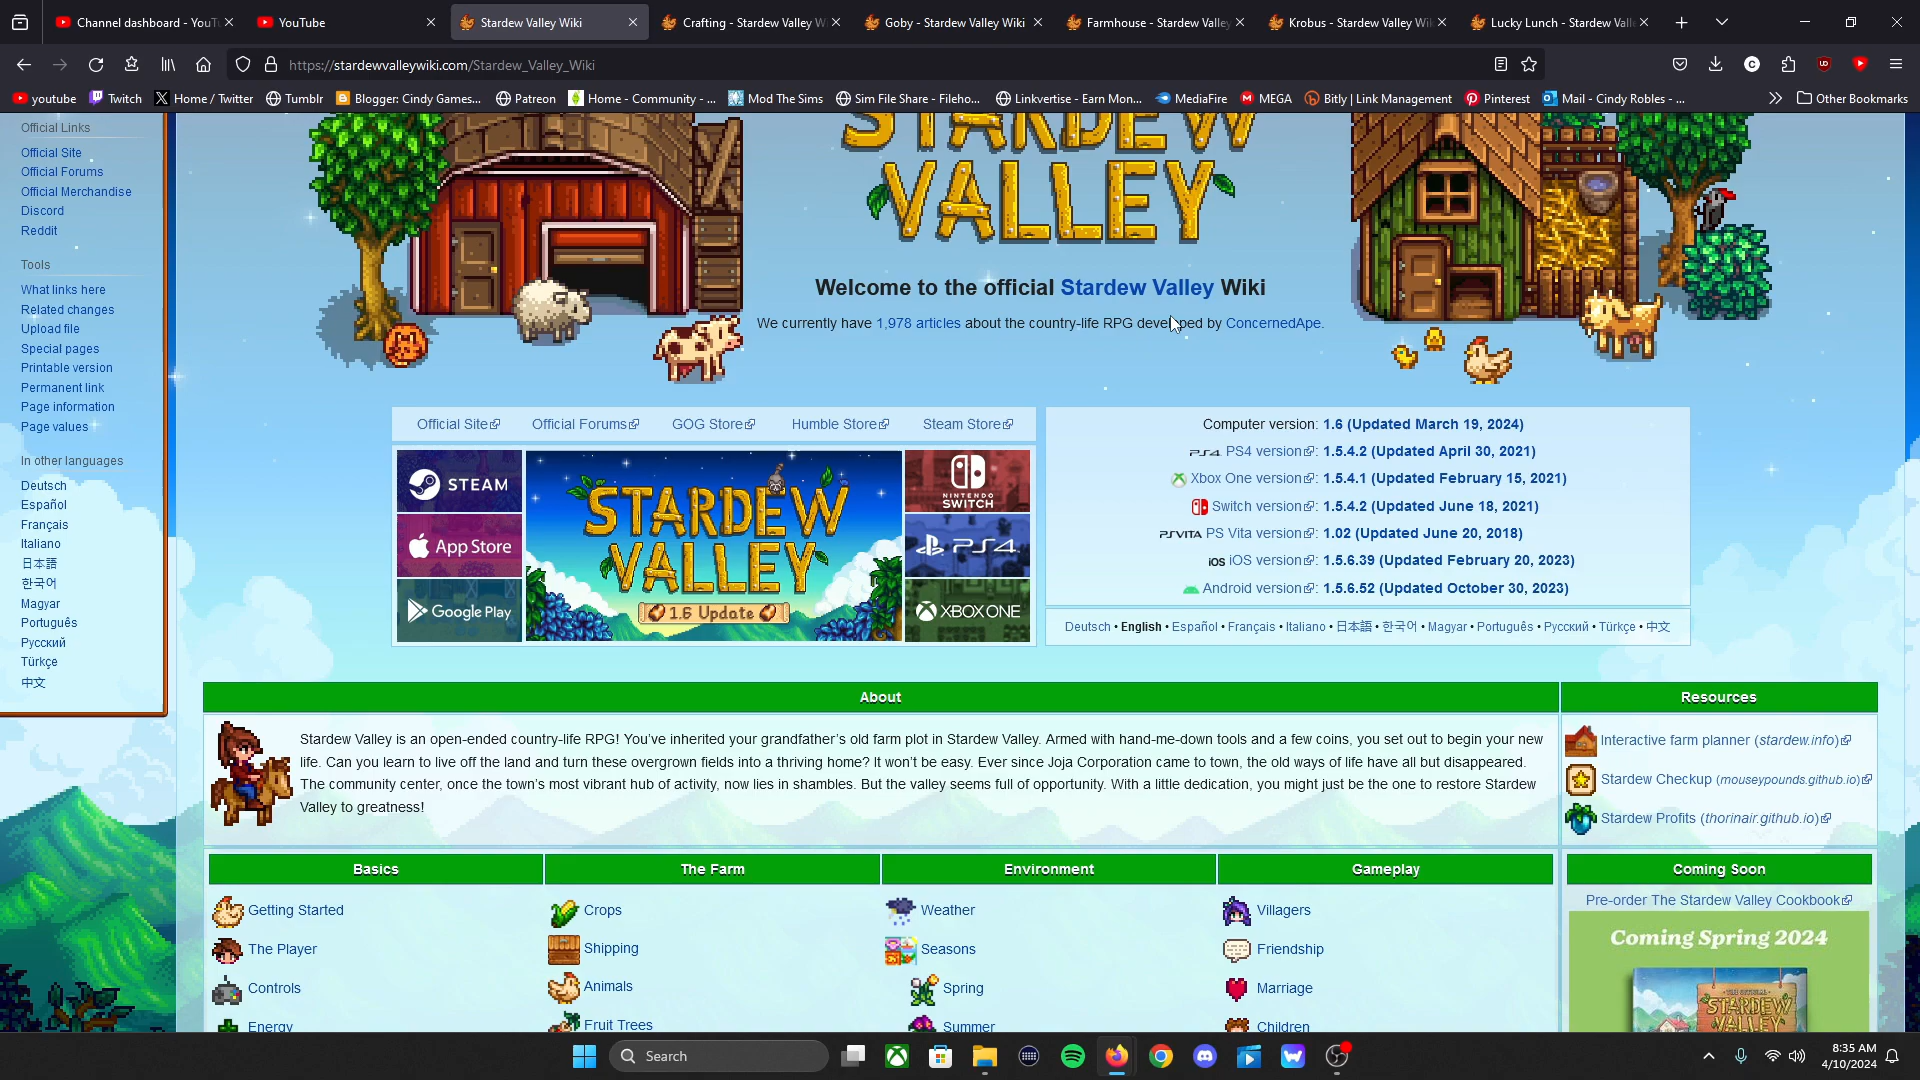 Channel dashboard - YouTu
YouTube
Stardew Valley Wiki
Crafting - Stardew Valley W
Goby - Stardew Valley Wiki
Farmhouse - Stardew Valley
Krobus - Stardew Valley Wik
Lucky Lunch - Stardew Valle
https://stardewvalleywiki.com/Stardew_Valley_Wiki
youtube
Twitch
Home / Twitter
Tumblr
Blogger: Cindy Games...
Patreon
Home - Community - ...
Mod The Sims
Sim File Share - Fileho...
Linkvertise - Earn Mon...
MediaFire
MEGA
Bitly | Link Management
Pinterest
Mail - Cindy Robles - ...
Other Bookmarks
Official Links
Official Site
Official Forums
Official Merchandise
Discord
Reddit
Tools
What links here
Related changes
Upload file
Special pages
Printable version
Permanent link
Page information
Page values
In other languages
Deutsch
Español
Français
Italiano
日本語
한국어
Magyar
Português
Русский
Türkçe
中文
STARDEW
VALLEY
Welcome to the official Stardew Valley Wiki
We currently have 1,978 articles about the country-life RPG developed by ConcernedApe.
Official Site
Official Forums
GOG Store
Humble Store
Steam Store
STEAM
App Store
Google Play
STARDEW
VALLEY
1.6 Update
NINTENDO
SWITCH
PS4
XBOX ONE
Computer version: 1.6 (Updated March 19, 2024)
PS4 PS4 version: 1.5.4.2 (Updated April 30, 2021)
Xbox One version: 1.5.4.1 (Updated February 15, 2021)
Switch version: 1.5.4.2 (Updated June 18, 2021)
PSVITA PS Vita version: 1.02 (Updated June 20, 2018)
iOS iOS version: 1.5.6.39 (Updated February 20, 2023)
Android version: 1.5.6.52 (Updated October 30, 2023)
Deutsch • English • Español • Français • Italiano • 日本語 • 한국어 • Magyar • Português • Русский • Türkçe • 中文
About
Stardew Valley is an open-ended country-life RPG! You've inherited your grandfather's old farm plot in Stardew Valley. Armed with hand-me-down tools and a few coins, you set out to begin your new
life. Can you learn to live off the land and turn these overgrown fields into a thriving home? It won't be easy. Ever since Joja Corporation came to town, the old ways of life have all but disappeared.
The community center, once the town's most vibrant hub of activity, now lies in shambles. But the valley seems full of opportunity. With a little dedication, you might just be the one to restore Stardew
Valley to greatness!
Resources
Interactive farm planner (stardew.info)
Stardew Checkup (mouseypounds.github.io)
Stardew Profits (thorinair.github.io)
Basics
Getting Started
The Player
Controls
Energy
The Farm
Crops
Shipping
Animals
Fruit Trees
Environment
Weather
Seasons
Spring
Summer
Gameplay
Villagers
Friendship
Marriage
Children
Coming Soon
Pre-order The Stardew Valley Cookbook
Coming Spring 2024
THE OFFICIAL
STARDEW
VALLEY
Search
8:35 AM
4/10/2024